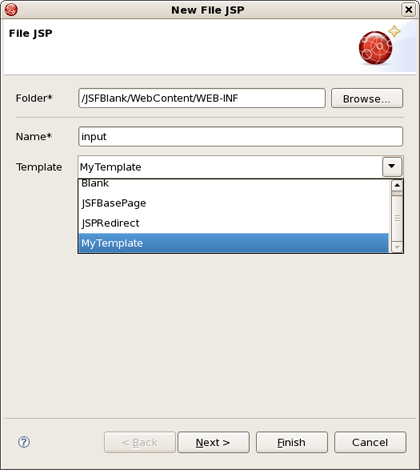 New File JSP
File JSP
Folder* /JSFBlank/WebContent/WEB-INF Browse...
Name* input
Template MyTemplate
Blank
JSFBasePage
JSPRedirect
MyTemplate
? < Back Next > Finish Cancel